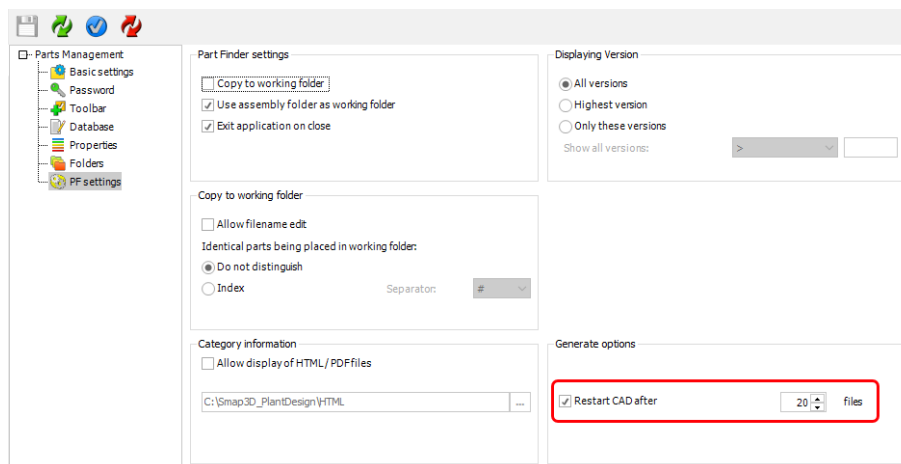 Parts Management
Basic settings
Password
Toolbar
Database
Properties
Folders
PF settings
Part Finder settings
Copy to working folder
Use assembly folder as working folder
Exit application on close
Displaying Version
All versions
Highest version
Only these versions
Show all versions: >
Copy to working folder
Allow filename edit
Identical parts being placed in working folder:
Do not distinguish
Index Separator: #
Category information
Allow display of HTML/PDF files
C:\Smap3D_PlantDesign\HTML ...
Generate options
Restart CAD after 20 files